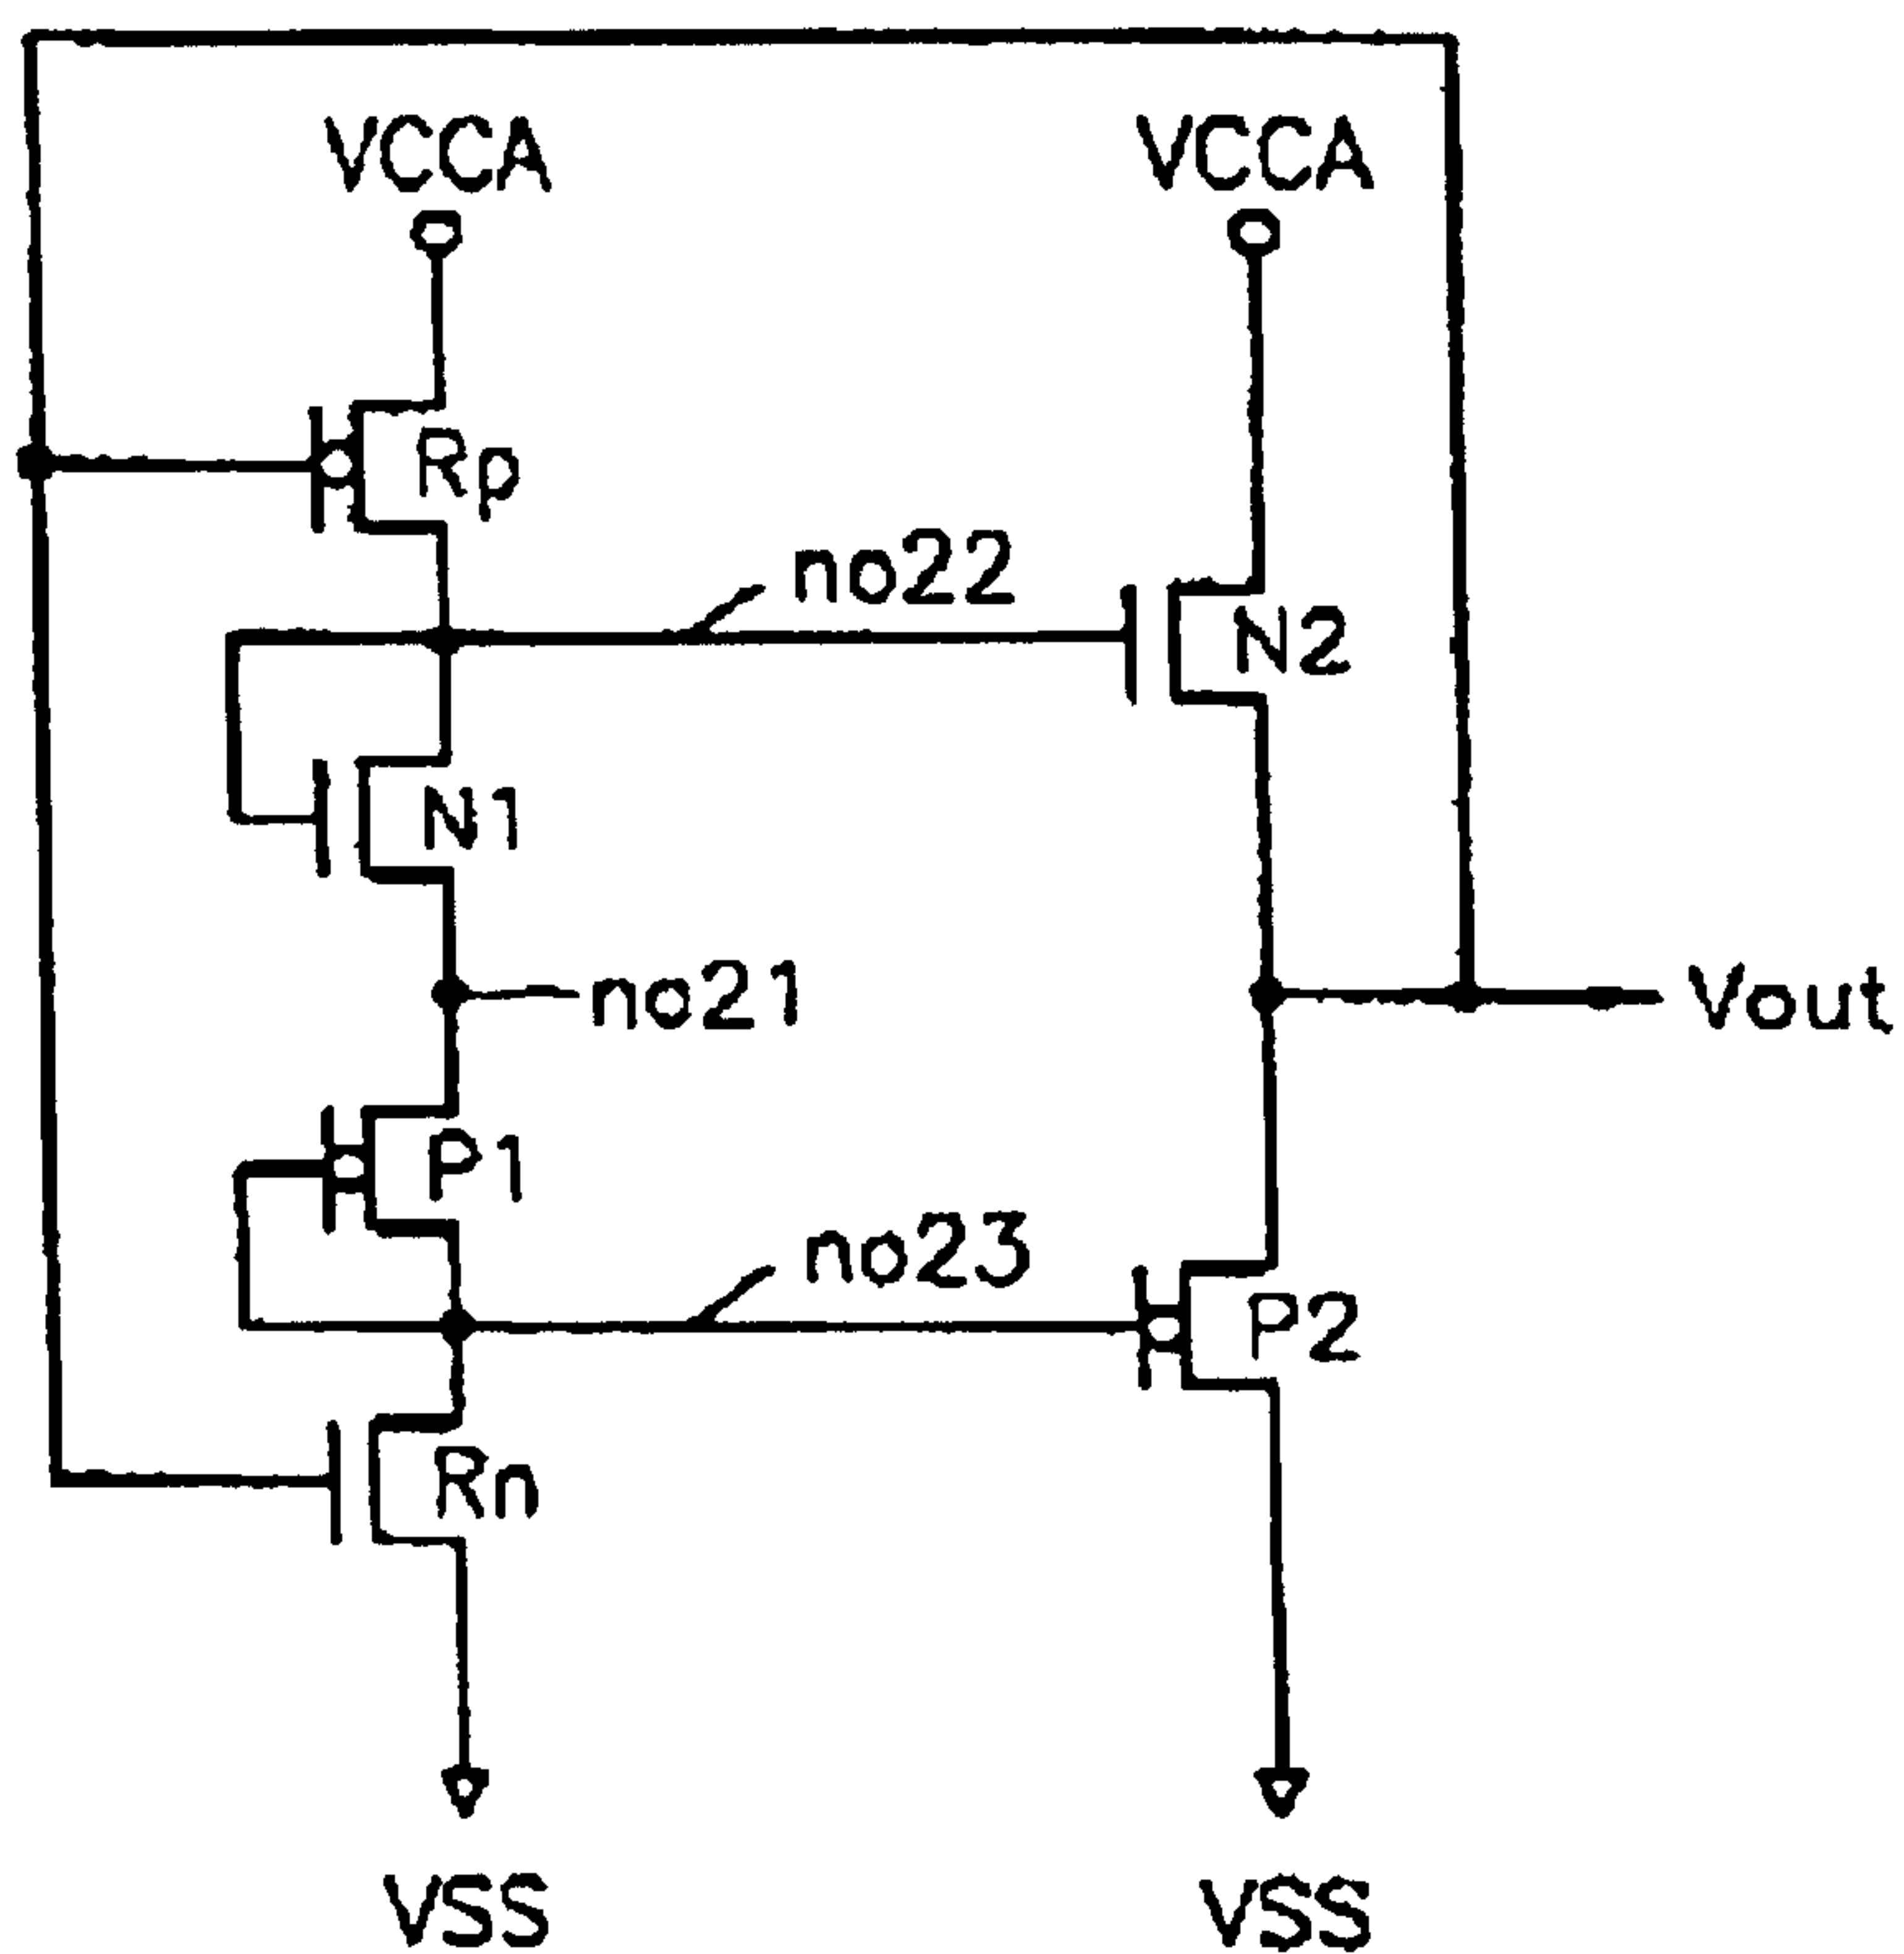 VCCA VCCA
Rp
no22
N2
N1
no21
Vout
P1
no23
P2
Rn
VSS VSS